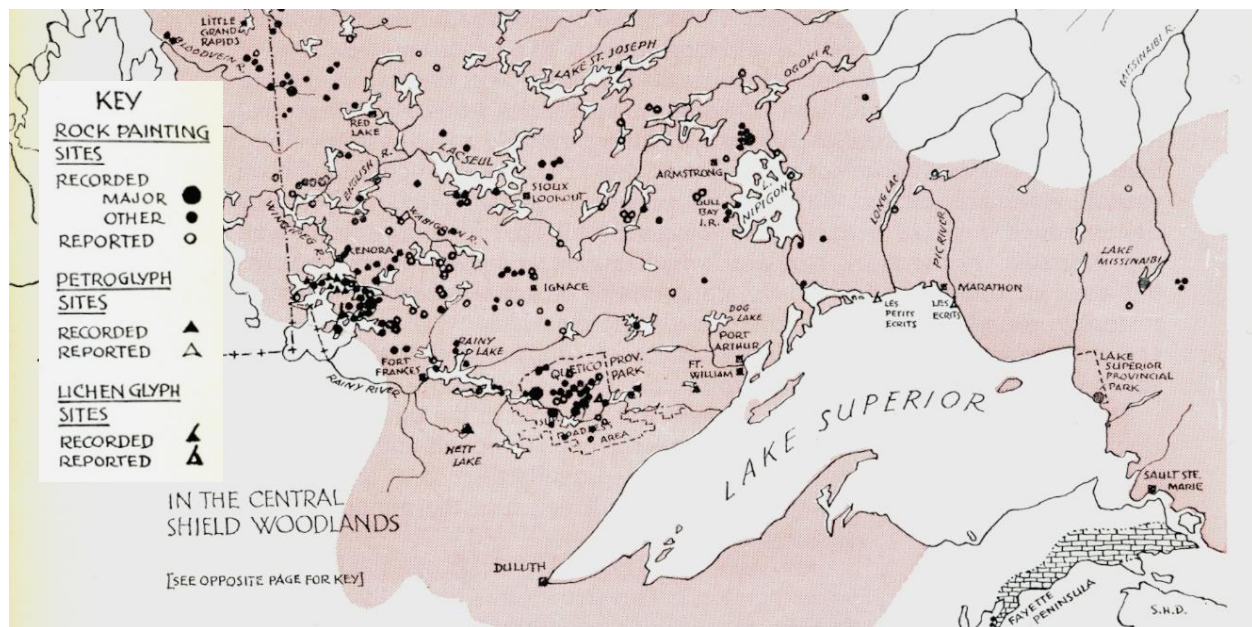 LITTLE
GRAND
RAPIDS
BLOODVEIN R.
LAKE ST. JOSEPH
OGOKI R.
MISSINAIBI R.
KEY
ROCK PAINTING
SITES
RECORDED
MAJOR
OTHER
REPORTED
PETROGLYPH
SITES
RECORDED
REPORTED
LICHEN GLYPH
SITES
RECORDED
REPORTED
RED
LAKE
LAC SEUL
ENGLISH R.
SIOUX
LOOKOUT
ARMSTRONG
GULL
BAY
I.R.
L.
NIPIGON
LONG LAC
PIC RIVER
LAKE
MISSINAIBI
WINNIPEG R.
WABIGOON R.
KENORA
IGNACE
DOG
LAKE
PORT
ARTHUR
FT.
WILLIAM
LES
PETITS
ECRITS
LES
ECRITS
MARATHON
LAKE
SUPERIOR
PROVINCIAL
PARK
FORT
FRANCES
RAINY
LAKE
RAINY RIVER
QUETICO PROV.
PARK
ROADLESS
AREA
NETT
LAKE
LAKE SUPERIOR
SAULT STE.
MARIE
IN THE CENTRAL
SHIELD WOODLANDS
[SEE OPPOSITE PAGE FOR KEY]
DULUTH
FAYETTE
PENINSULA
S.H.D.